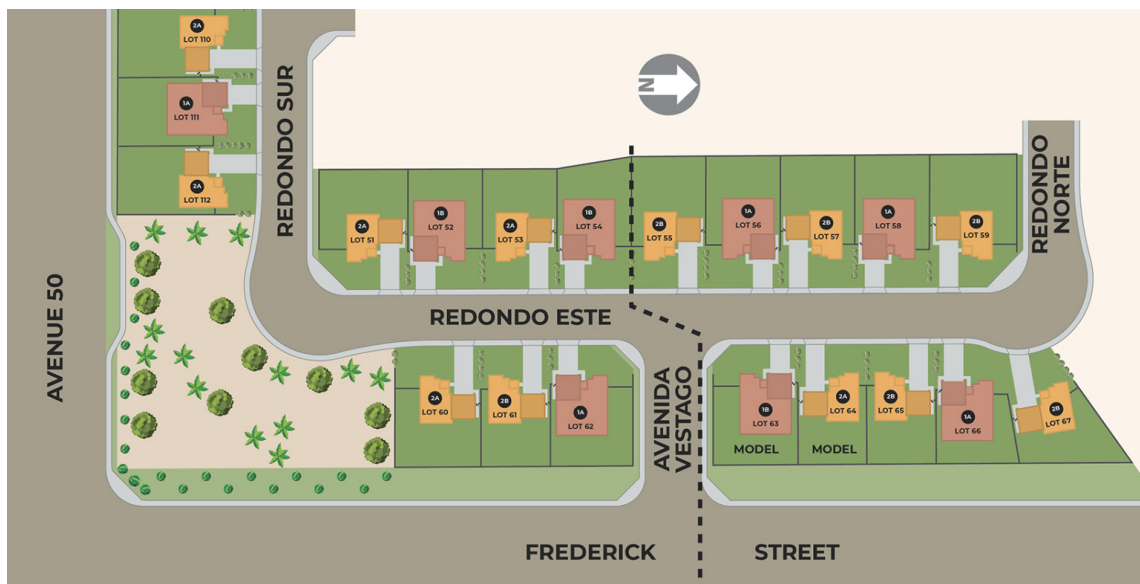 2A
LOT 110
1A
LOT 111
2A
LOT 112
REDONDO SUR
N
REDONDO
NORTE
2A
LOT 51
1B
LOT 52
2A
LOT 53
1B
LOT 54
2B
LOT 55
1A
LOT 56
2B
LOT 57
1A
LOT 58
2B
LOT 59
AVENUE 50
REDONDO ESTE
2A
LOT 60
2B
LOT 61
1A
LOT 62
AVENIDA
VESTAGO
1B
LOT 63
MODEL
2A
LOT 64
MODEL
2B
LOT 65
1A
LOT 66
2B
LOT 67
FREDERICK STREET